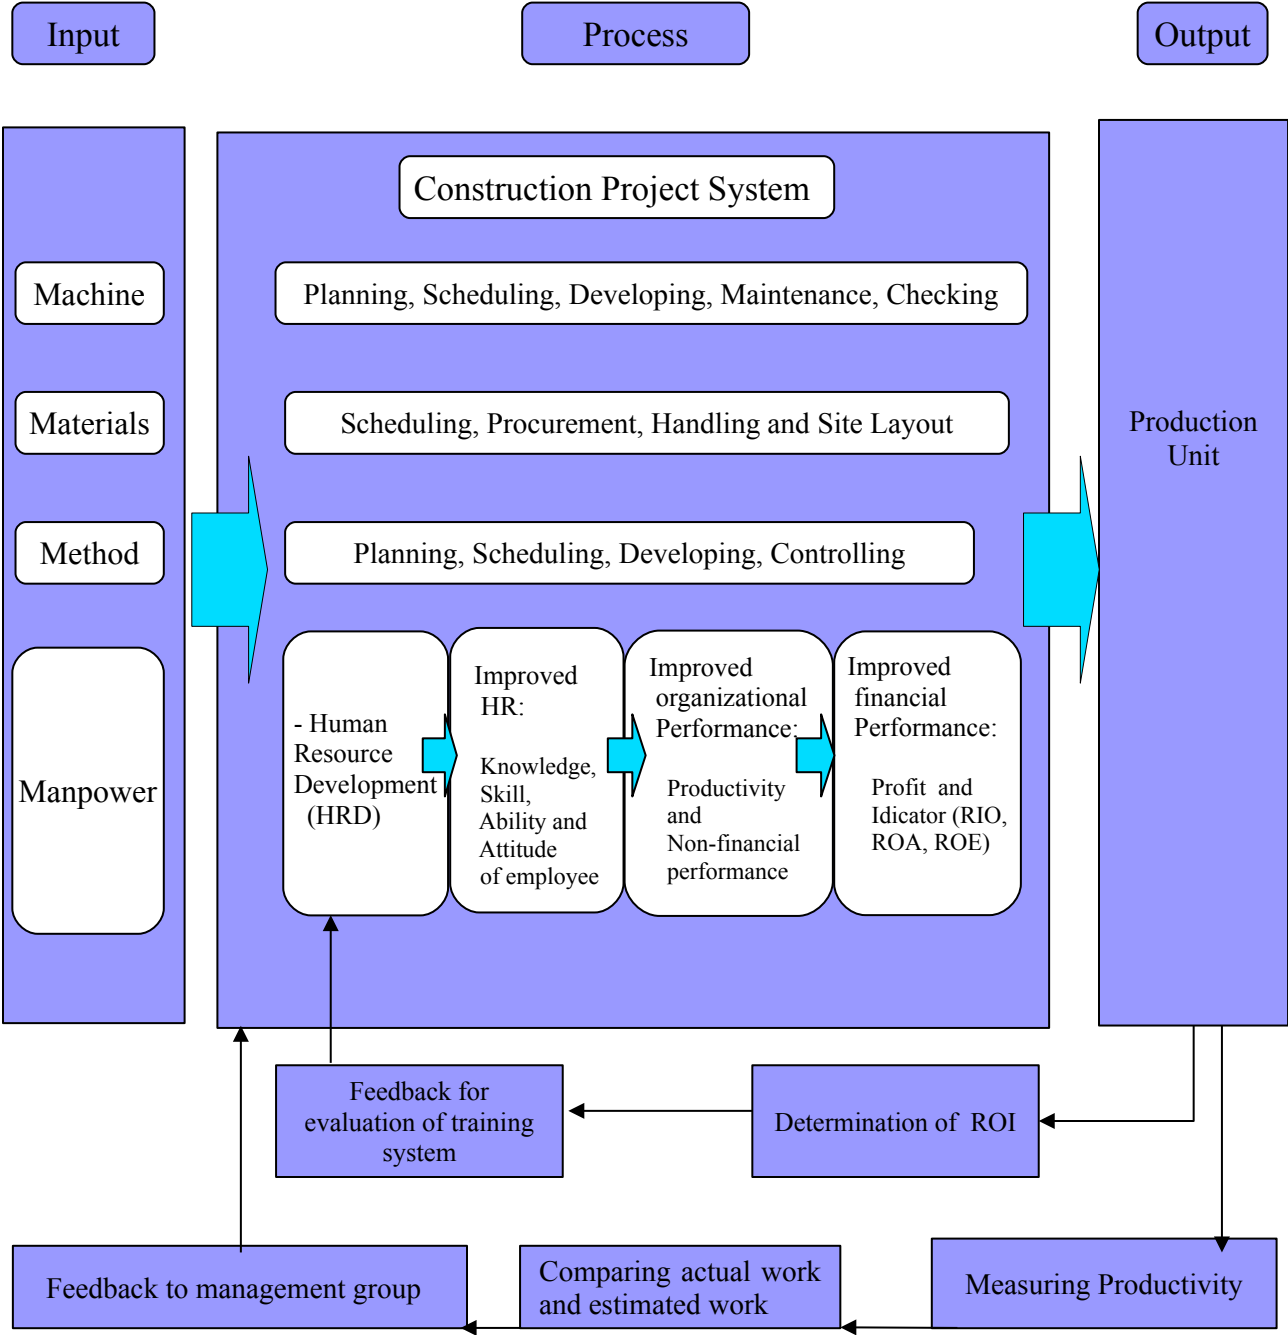 Input
Process
Output
Construction Project System
Machine
Planning, Scheduling, Developing, Maintenance, Checking
Materials
Scheduling, Procurement, Handling and Site Layout
Production
Unit
Method
Planning, Scheduling, Developing, Controlling
Manpower
- Human
Resource
Development
(HRD)
Improved
HR:
Knowledge,
Skill,
Ability and
Attitude
of employee
Improved
organizational
Performance:
Productivity
and
Non-financial
performance
Improved
financial
Performance:
Profit and
Idicator (RIO,
ROA, ROE)
Feedback for
evaluation of training
system
Determination of ROI
Feedback to management group
Comparing actual work
and estimated work
Measuring Productivity